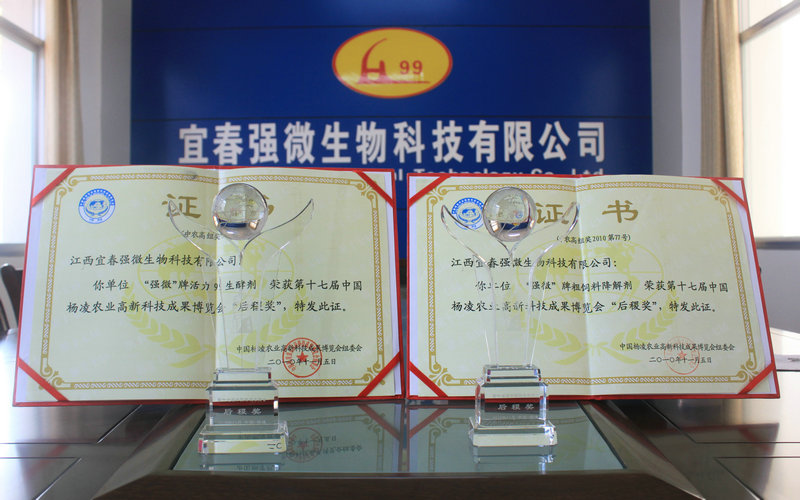 99
宜春强微生物科技有限公司
Technology Co., Ltd
证
农高组奖
江西宜春强微生物科技有限公司
你单位 “强微”牌活力 生酵剂 荣获第十七届中国
杨凌农业高新科技成果博览会“后稷奖”，特发此证。
中国杨凌农业高新科技成果博览会组委会
二〇一〇年十一月五日
后稷奖
证书
农高组奖2010第77号
江西宜春强微生物科技有限公司：
你 位 “强微”牌粗饲料降解剂 荣获第十七届中国
杨凌农业高新科技成果博览会“后稷奖”，特发此证。
中国杨凌农业高新科技成果博览会组委会
二〇一〇年十一月五日
后稷奖